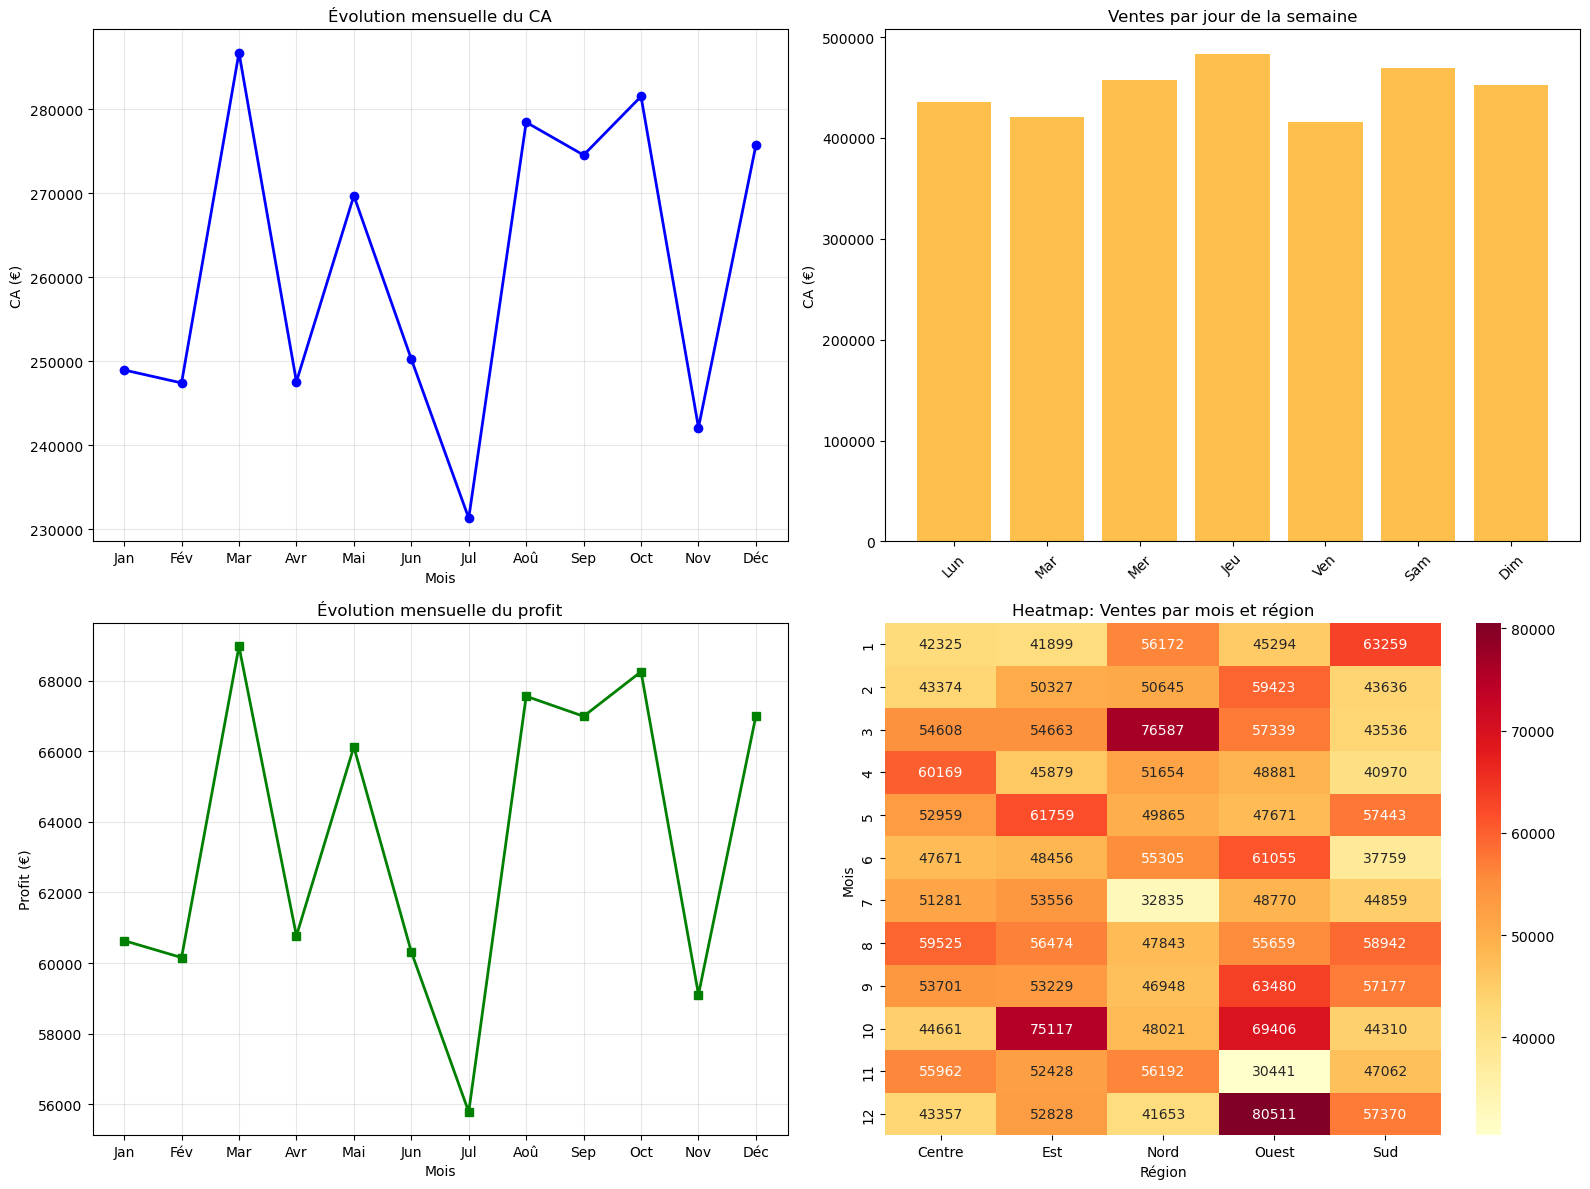 Évolution mensuelle du CA
CA (€)
280000
270000
260000
250000
240000
230000
Jan Fév Mar Avr Mai Jun Jul Aoû Sep Oct Nov Déc
Mois
Ventes par jour de la semaine
CA (€)
500000
400000
300000
200000
100000
0
Lun Mar Mer Jeu Ven Sam Dim
Évolution mensuelle du profit
Profit (€)
68000
66000
64000
62000
60000
58000
56000
Jan Fév Mar Avr Mai Jun Jul Aoû Sep Oct Nov Déc
Mois
Heatmap: Ventes par mois et région
Mois
1 42325 41899 56172 45294 63259
2 43374 50327 50645 59423 43636
3 54608 54663 76587 57339 43536
4 60169 45879 51654 48881 40970
5 52959 61759 49865 47671 57443
6 47671 48456 55305 61055 37759
7 51281 53556 32835 48770 44859
8 59525 56474 47843 55659 58942
9 53701 53229 46948 63480 57177
10 44661 75117 48021 69406 44310
11 55962 52428 56192 30441 47062
12 43357 52828 41653 80511 57370
Centre Est Nord Ouest Sud
Région
80000
70000
60000
50000
40000